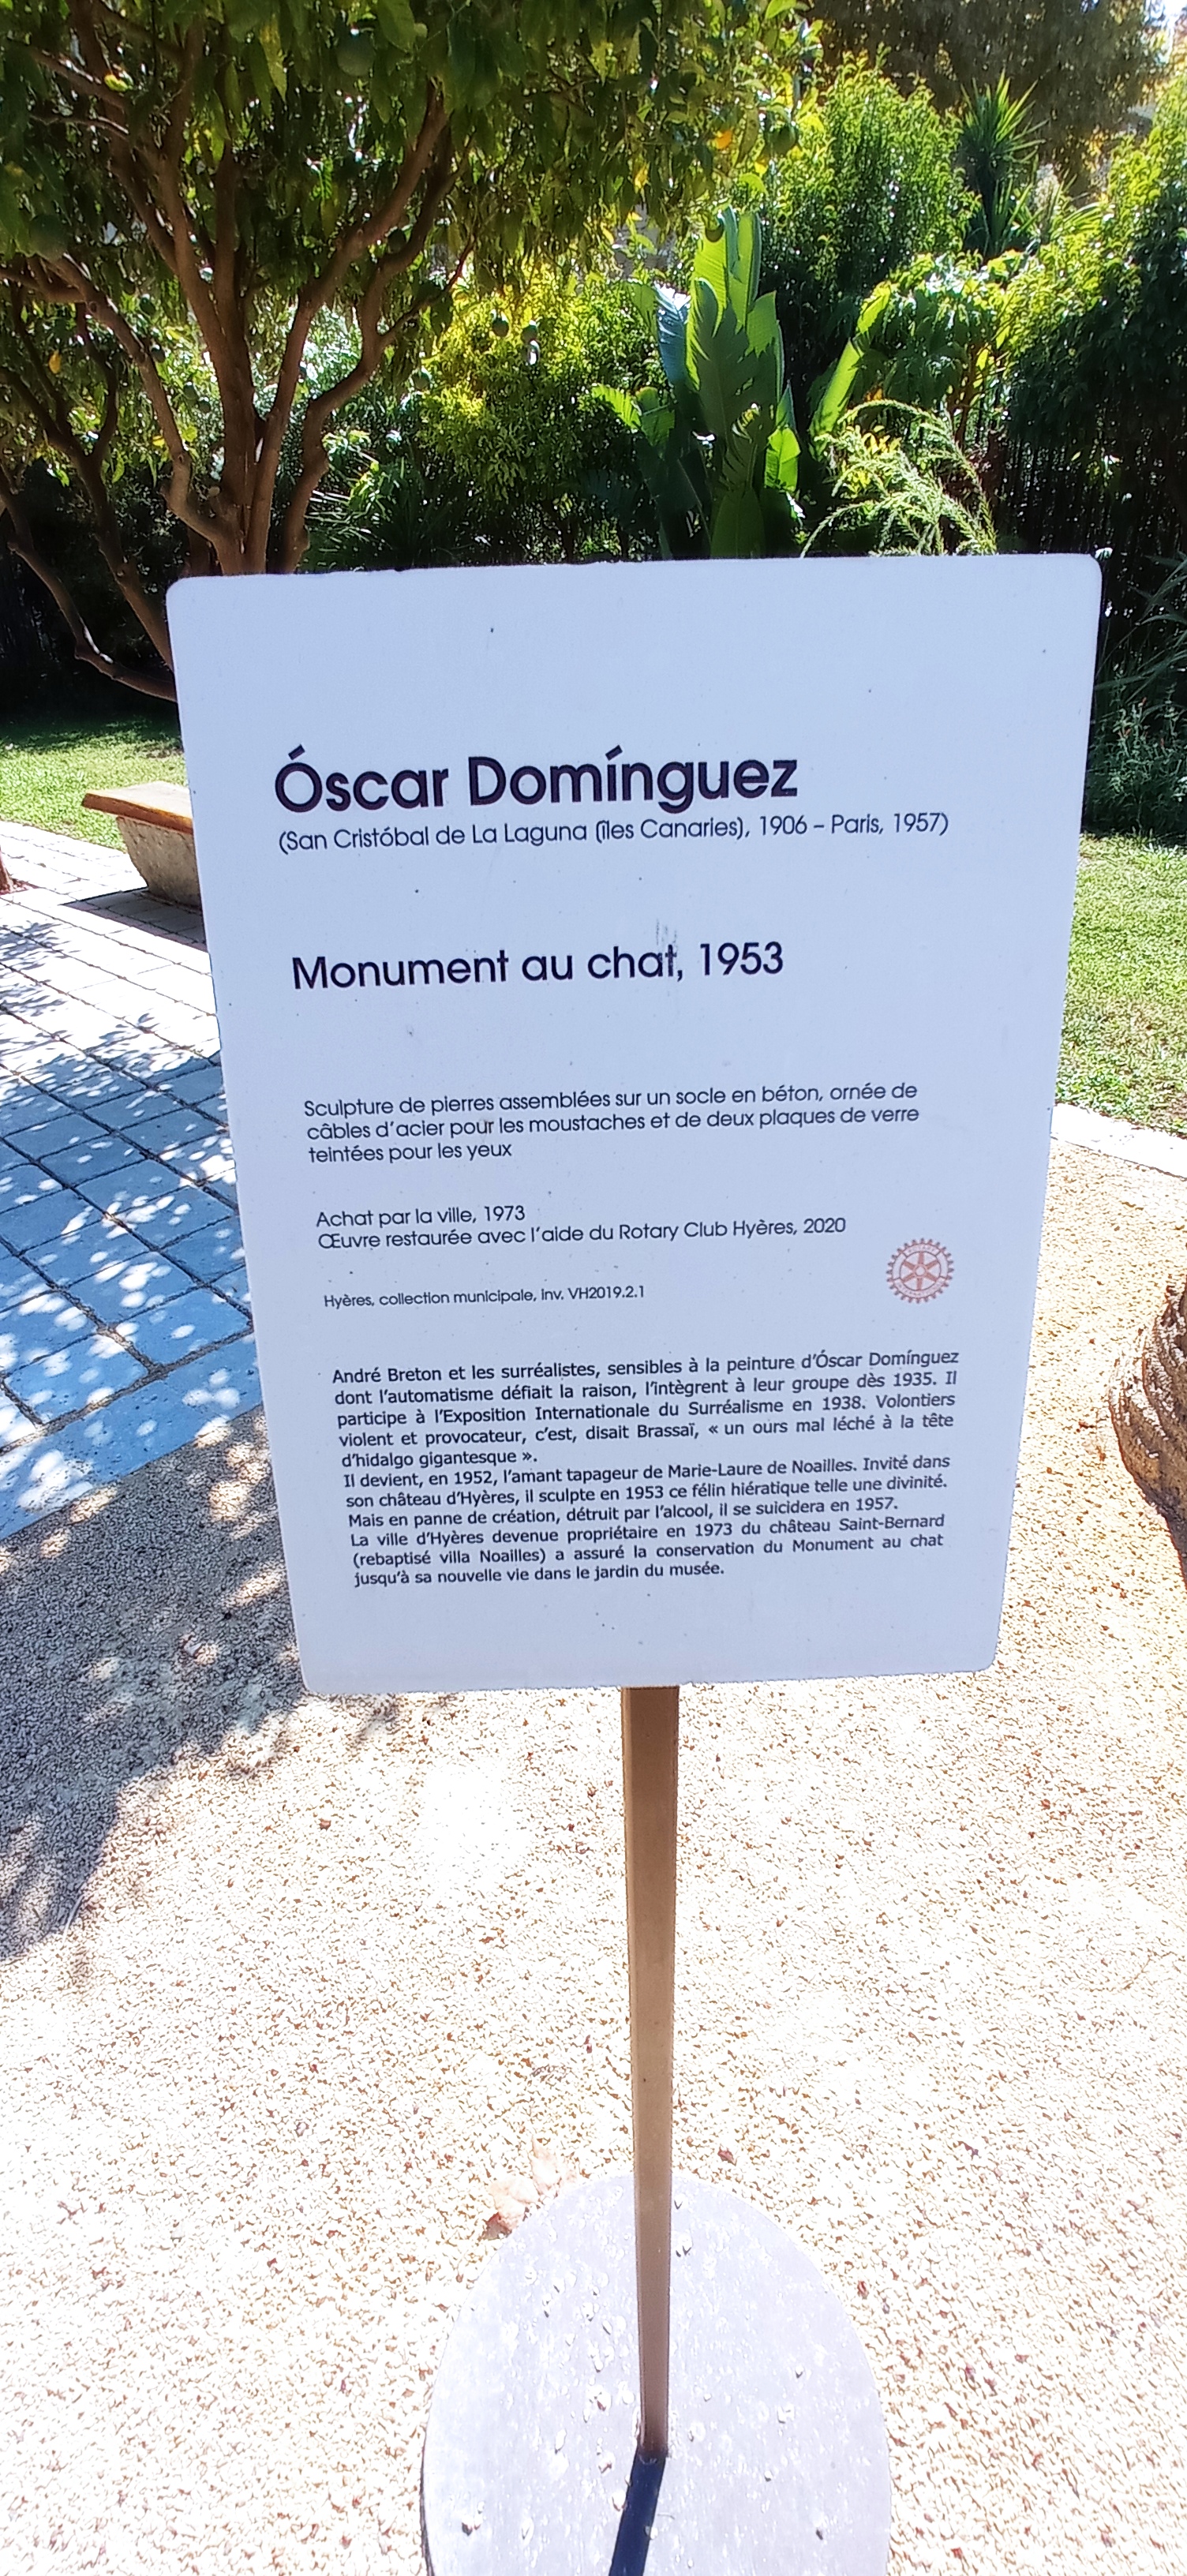 Óscar Domínguez
(San Cristóbal de La Laguna (îles Canaries), 1906 – Paris, 1957)
Monument au chat, 1953
Sculpture de pierres assemblées sur un socle en béton, ornée de
câbles d'acier pour les moustaches et de deux plaques de verre
teintées pour les yeux
Achat par la ville, 1973
Œuvre restaurée avec l'aide du Rotary Club Hyères, 2020
Hyères, collection municipale, inv. VH2019.2.1
André Breton et les surréalistes, sensibles à la peinture d'Óscar Domínguez
dont l'automatisme défiait la raison, l'intègrent à leur groupe dès 1935. Il
participe à l'Exposition Internationale du Surréalisme en 1938. Volontiers
violent et provocateur, c'est, disait Brassaï, « un ours mal léché à la tête
d'hidalgo gigantesque ».
Il devient, en 1952, l'amant tapageur de Marie-Laure de Noailles. Invité dans
son château d'Hyères, il sculpte en 1953 ce félin hiératique telle une divinité.
Mais en panne de création, détruit par l'alcool, il se suicidera en 1957.
La ville d'Hyères devenue propriétaire en 1973 du château Saint-Bernard
(rebaptisé villa Noailles) a assuré la conservation du Monument au chat
jusqu'à sa nouvelle vie dans le jardin du musée.